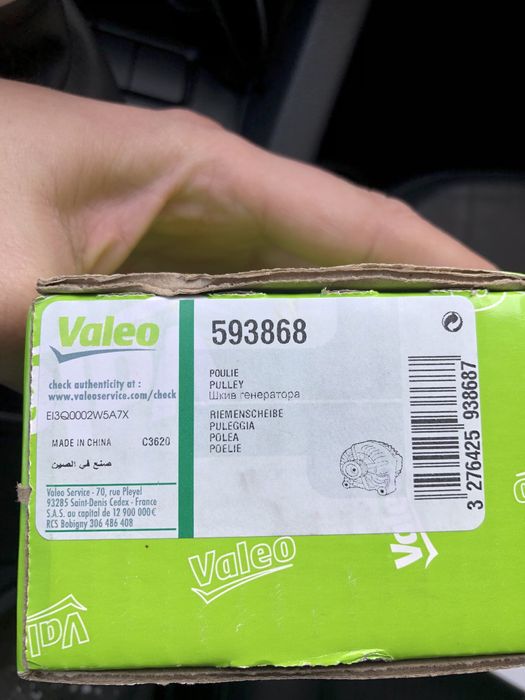 Valeo
check authenticity at :
www.valeoservice.com/check
EI3Q0002W5A7X
MADE IN CHINA C3620
صنع في الصين
Valeo Service - 70, rue Pleyel
93285 Saint-Denis Cedex - France
S.A.S. au capital de 12 900 000 €
RCS Bobigny 306 486 408
593868
POULIE
PULLEY
Шкив генератора
RIEMENSCHEIBE
PULEGGIA
POLEA
POELIE
3 276425 938687
Valeo
Va
Val